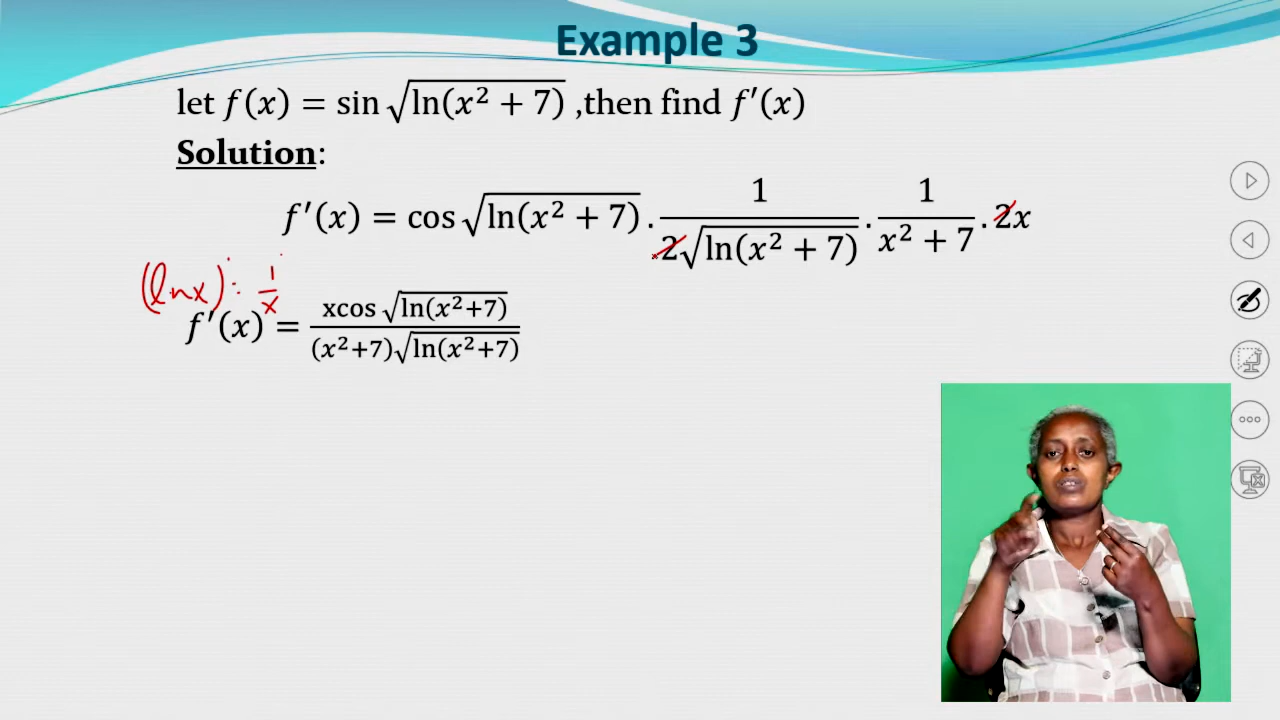 Example 3
let f(x) = sin √(ln(x² + 7)) ,then find f′(x)
Solution:
f′(x) = cos √(ln(x² + 7)) . 1/(2√(ln(x² + 7))) . 1/(x² + 7) . 2x
(ln x)' = 1/x
f′(x) = xcos √(ln(x²+7)) / ((x²+7)√(ln(x²+7)))